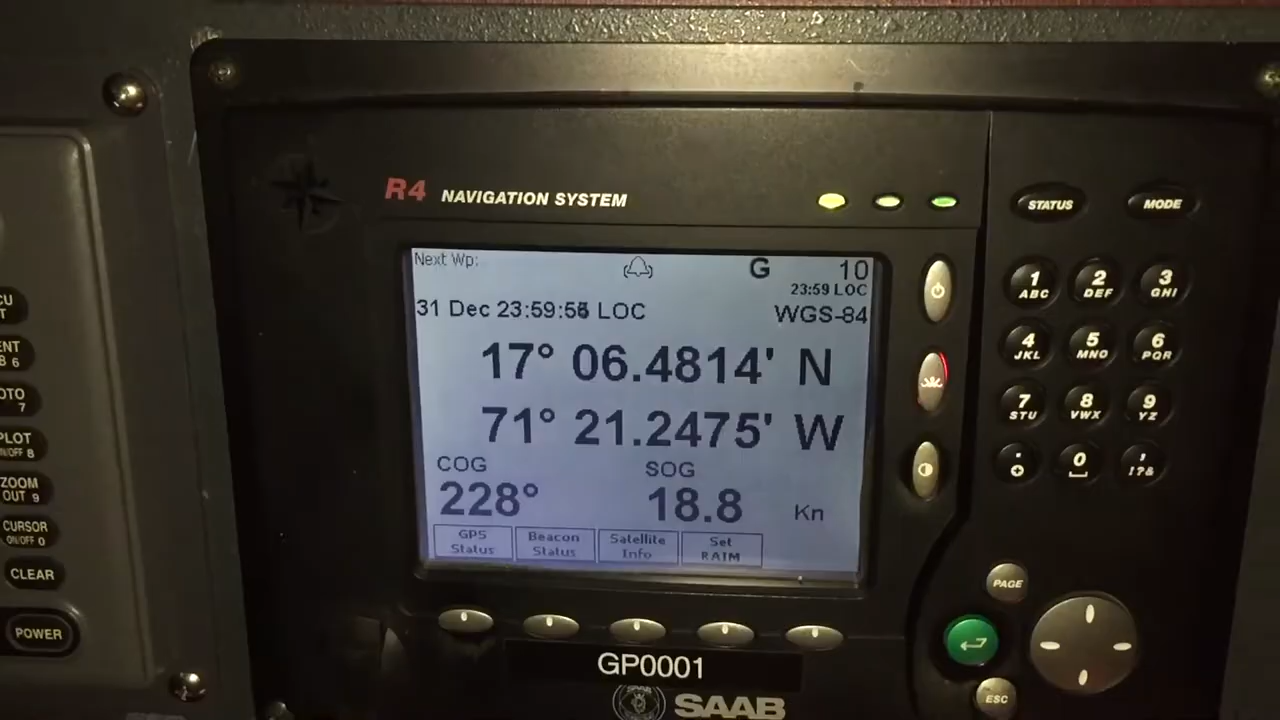 R4 NAVIGATION SYSTEM
STATUS
MODE
Next Wp:
G
10
23:59 LOC
31 Dec 23:59:55 LOC
WGS-84
17° 06.4814' N
71° 21.2475' W
COG
SOG
228°
18.8 Kn
GPS Status
Beacon Status
Satellite Info
Set RAIM
1 ABC
2 DEF
3 GHI
4 JKL
5 MNO
6 PQR
7 STU
8 VWX
9 YZ
0
' !?&
PAGE
ESC
GP0001
SAAB
ZOOM
OUT 9
CURSOR
ON/OFF 0
CLEAR
POWER